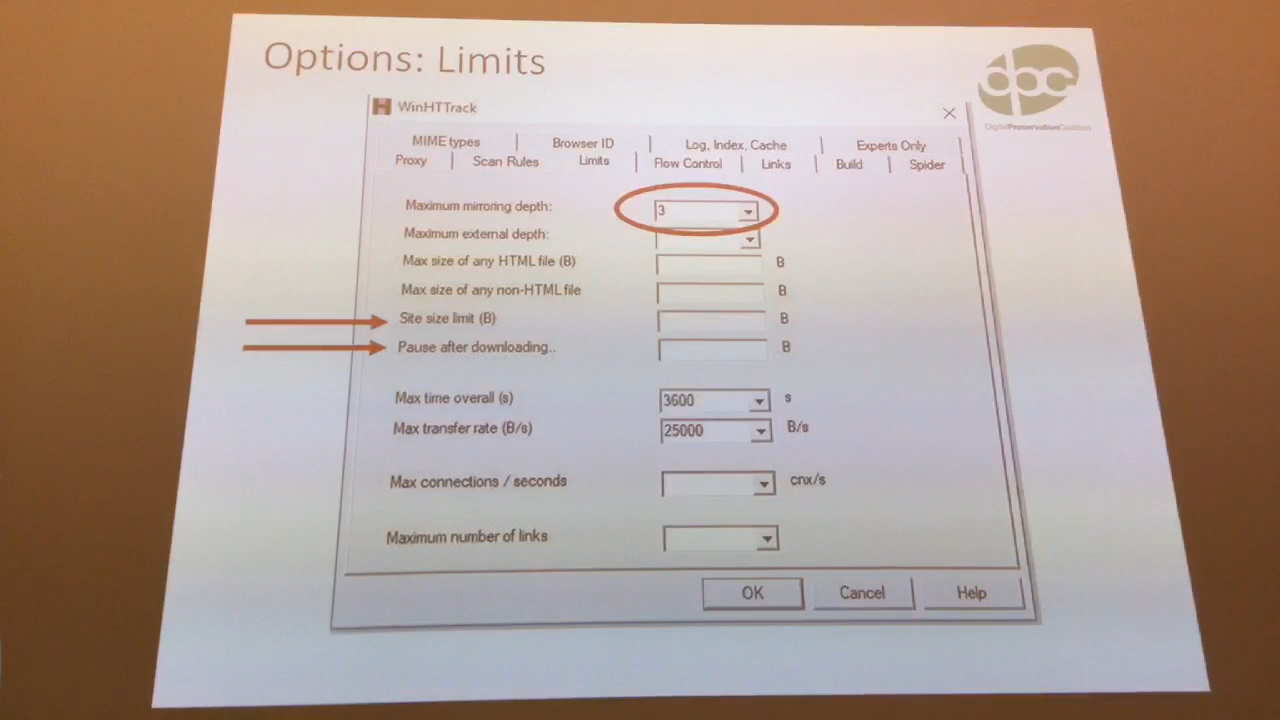 Options: Limits
dpc
DigitalPreservationCoalition
WinHTTrack
MIME types Browser ID Log, Index, Cache Experts Only
Proxy Scan Rules Limits Flow Control Links Build Spider
Maximum mirroring depth: 3
Maximum external depth:
Max size of any HTML file (B) B
Max size of any non-HTML file B
Site size limit (B) B
Pause after downloading.. B
Max time overall (s) 3600 s
Max transfer rate (B/s) 25000 B/s
Max connections / seconds cnx/s
Maximum number of links
OK Cancel Help